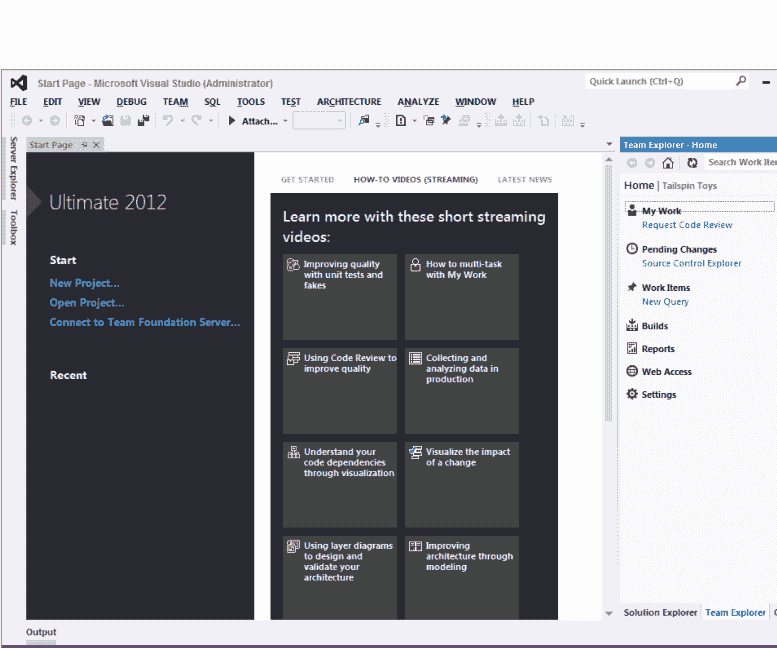 Start Page - Microsoft Visual Studio (Administrator)
Quick Launch (Ctrl+Q)
FILE EDIT VIEW DEBUG TEAM SQL TOOLS TEST ARCHITECTURE ANALYZE WINDOW HELP
Attach...
Server Explorer
Toolbox
Start Page
Ultimate 2012
Start
New Project...
Open Project...
Connect to Team Foundation Server...
Recent
GET STARTED HOW-TO VIDEOS (STREAMING) LATEST NEWS
Learn more with these short streaming
videos:
Improving quality
with unit tests and
fakes
How to multi-task
with My Work
Using Code Review to
improve quality
Collecting and
analyzing data in
production
Understand your
code dependencies
through visualization
Visualize the impact
of a change
Using layer diagrams
to design and
validate your
architecture
Improving
architecture through
modeling
Team Explorer - Home
Search Work
Home | Tailspin Toys
My Work
Request Code Review
Pending Changes
Source Control Explorer
Work Items
New Query
Builds
Reports
Web Access
Settings
Solution Explorer Team Explorer
Output